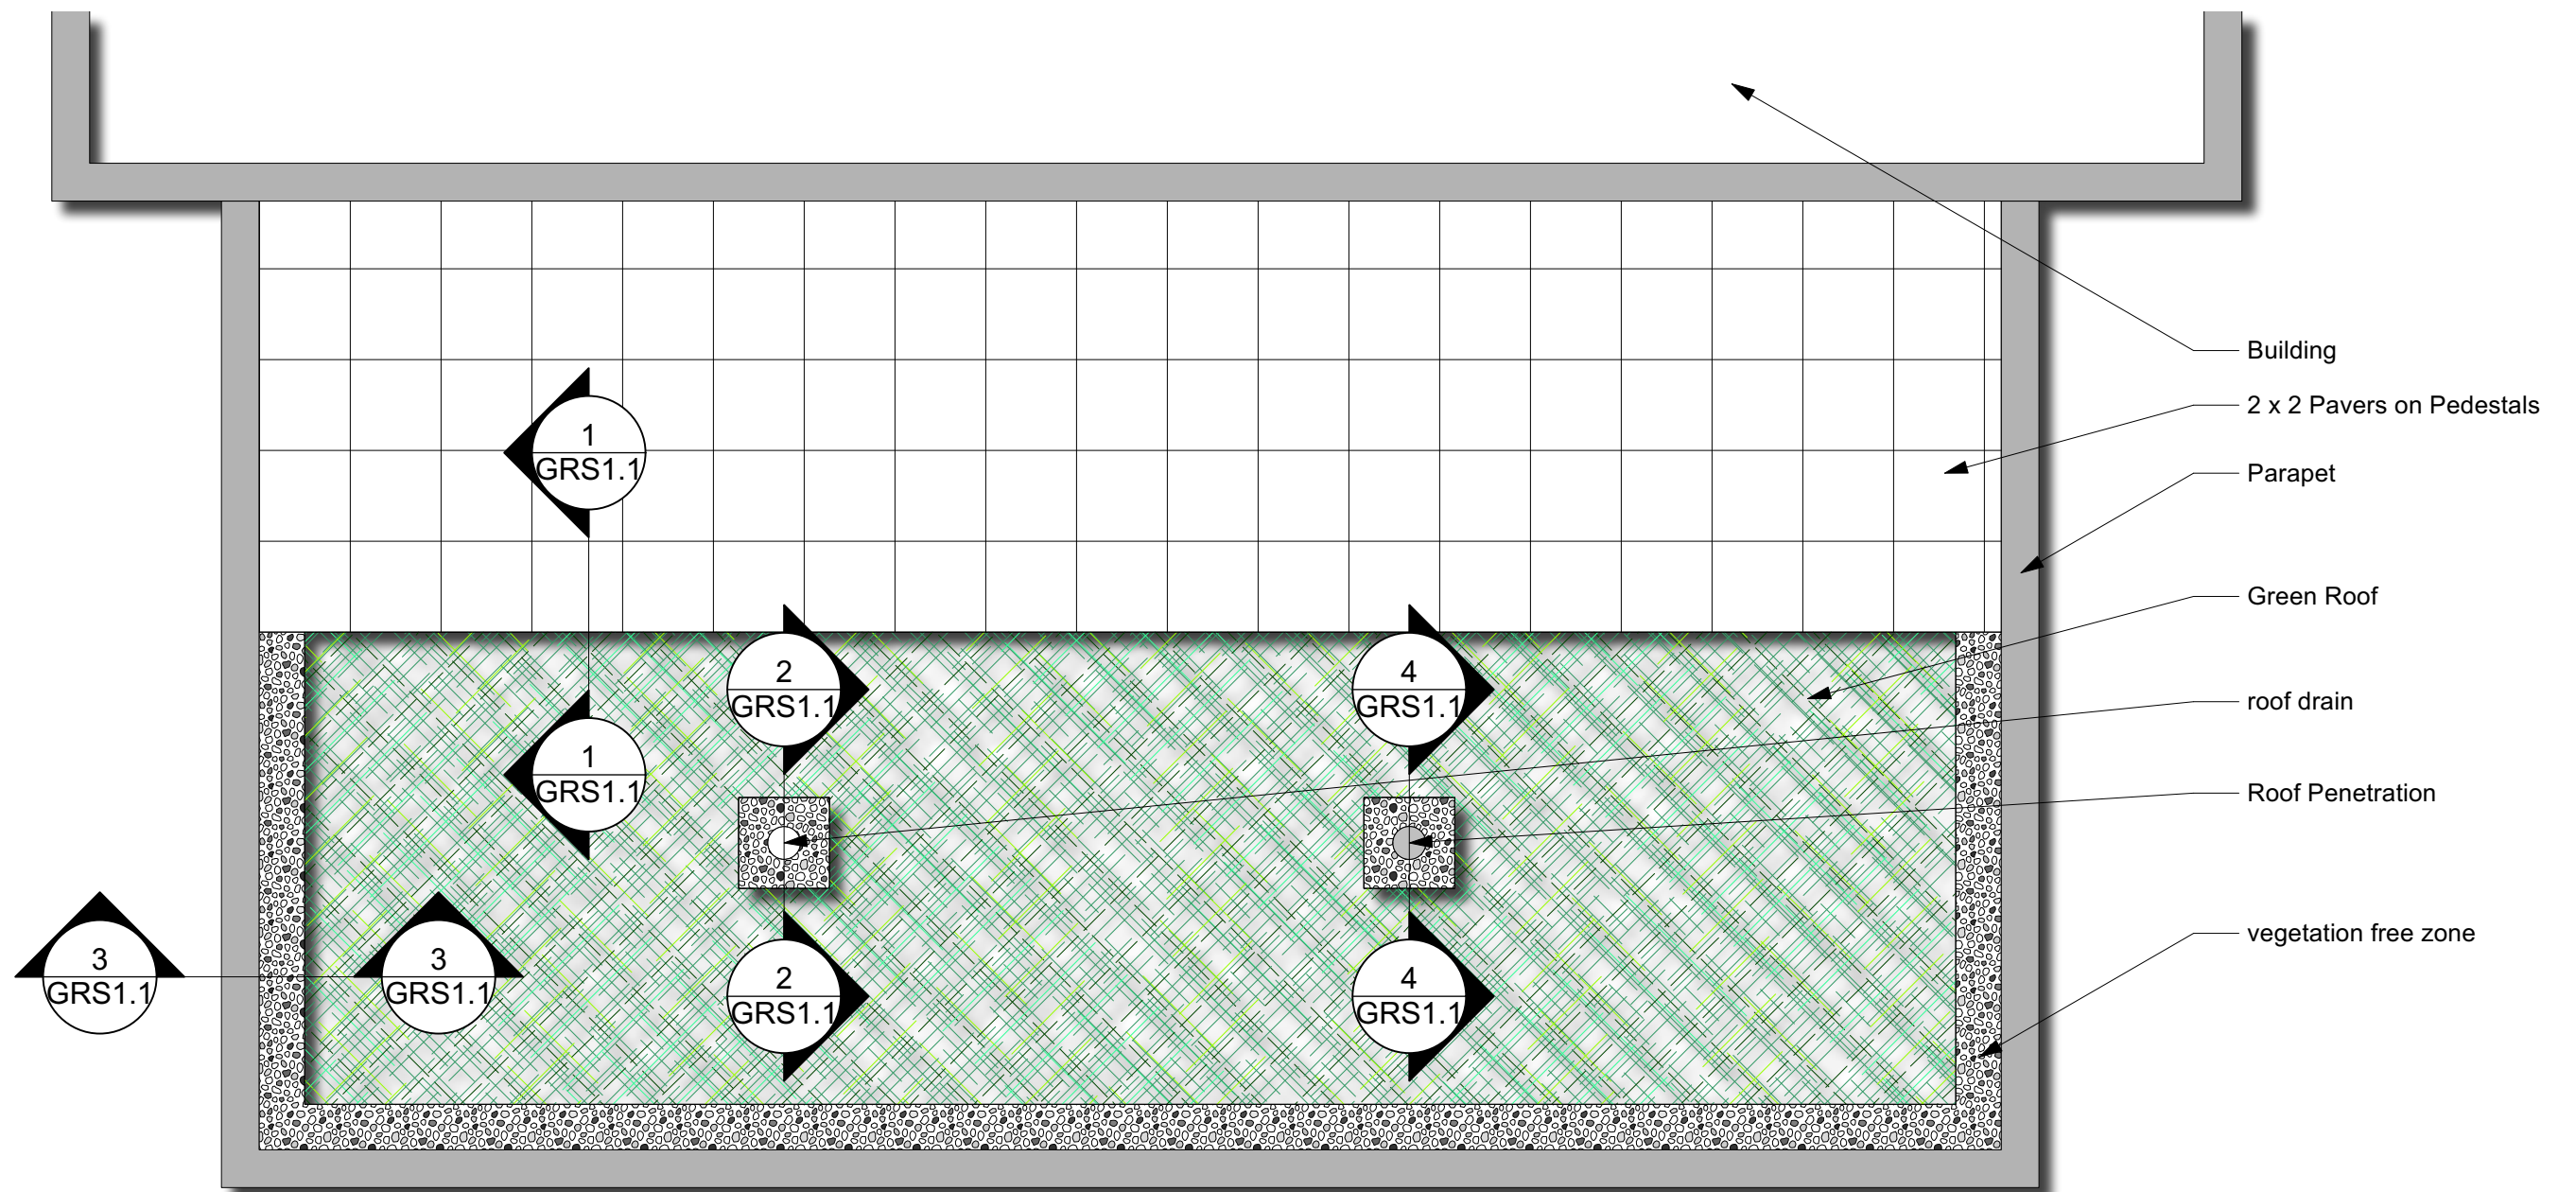 Building
2 x 2 Pavers on Pedestals
1
GRS1.1
Parapet
Green Roof
2
GRS1.1
4
GRS1.1
roof drain
1
GRS1.1
Roof Penetration
vegetation free zone
3
GRS1.1
3
GRS1.1
2
GRS1.1
4
GRS1.1